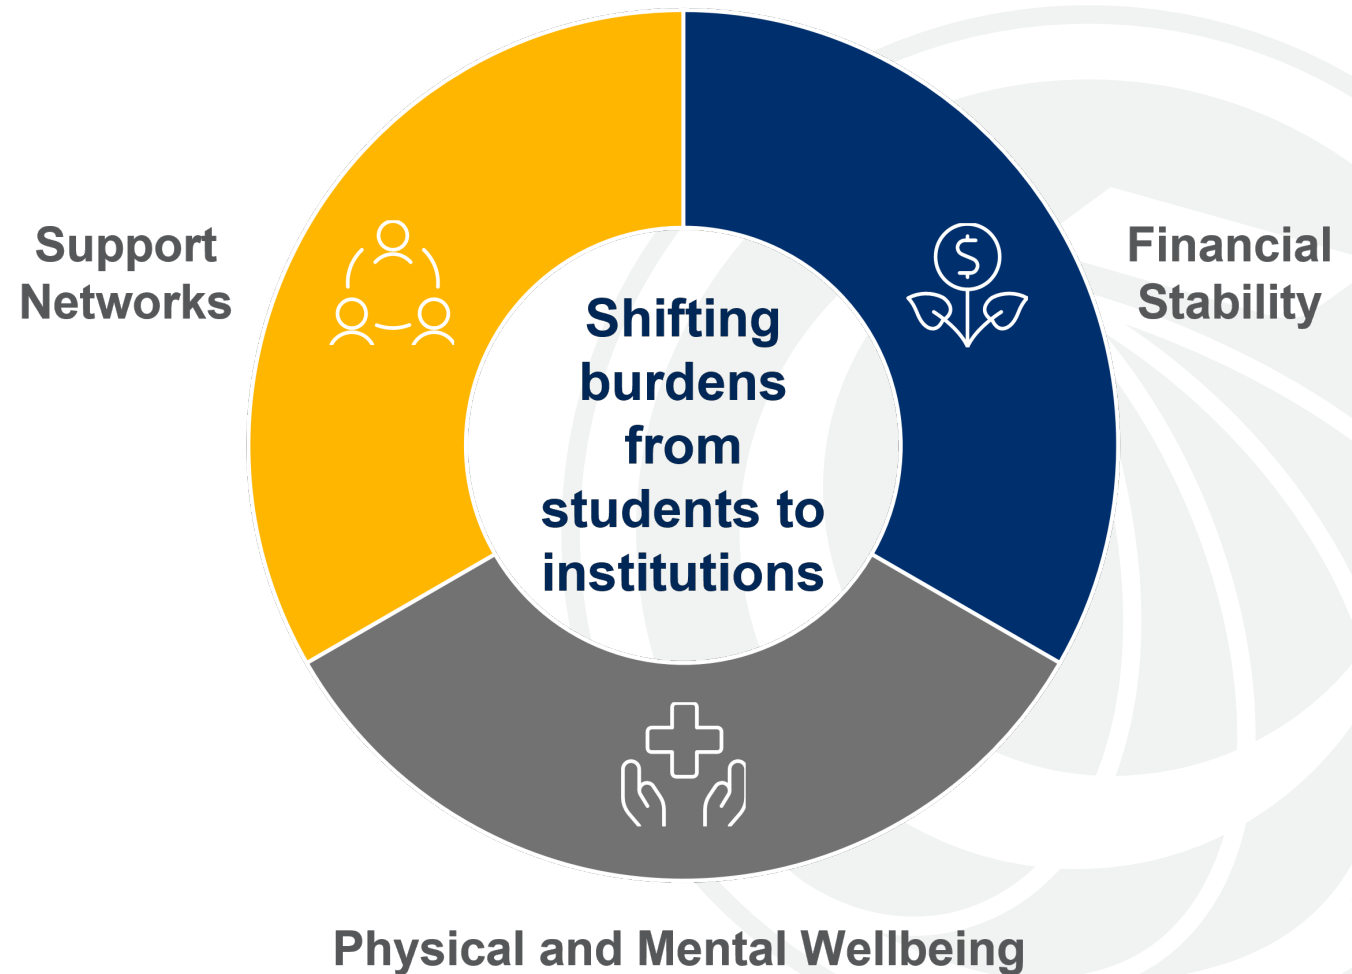 Support
Networks
Financial
Stability
Shifting
burdens
from
students to
institutions
$
Physical and Mental Wellbeing